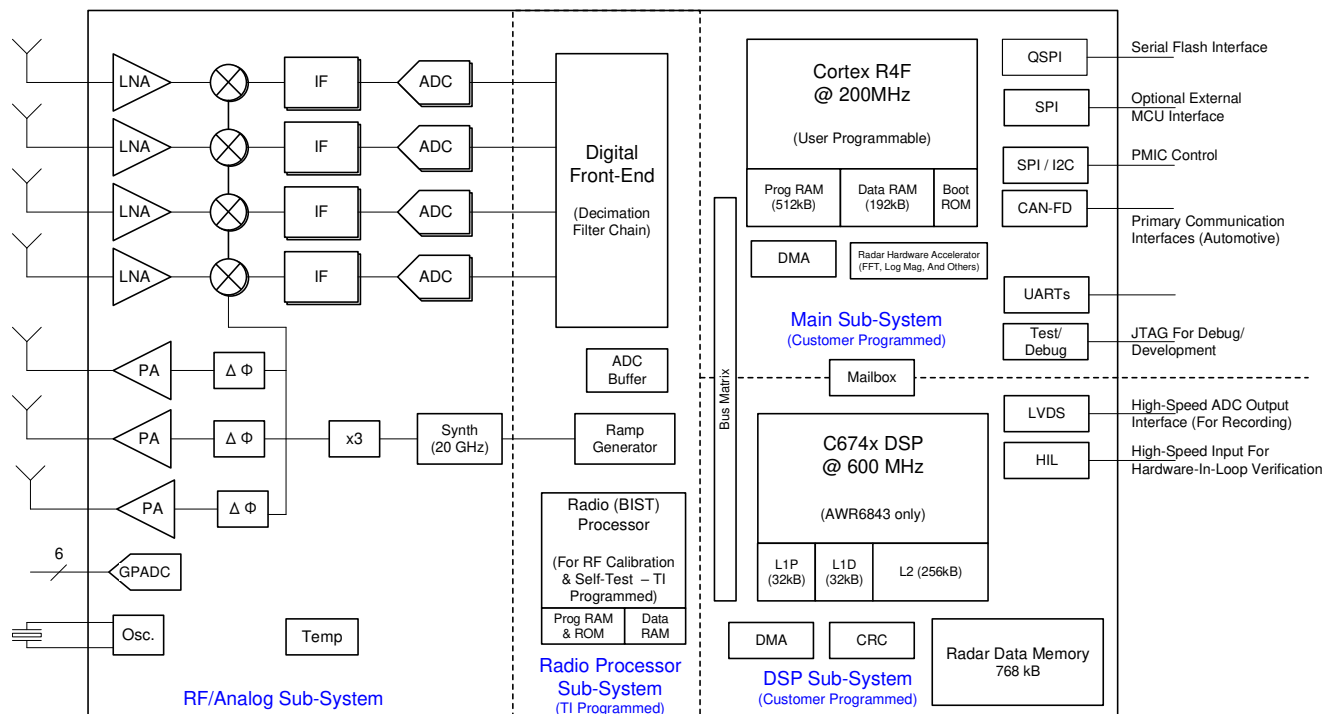 LNA
IF
ADC
LNA
IF
ADC
LNA
IF
ADC
LNA
IF
ADC
PA
Δ Φ
PA
Δ Φ
x3
Synth
(20 GHz)
PA
Δ Φ
6
GPADC
Osc.
Temp
RF/Analog Sub-System
Digital
Front-End
(Decimation
Filter Chain)
ADC
Buffer
Ramp
Generator
Radio (BIST)
Processor
(For RF Calibration
& Self-Test – TI
Programmed)
Prog RAM
& ROM
Data
RAM
Radio Processor
Sub-System
(TI Programmed)
Bus Matrix
Cortex R4F
@ 200MHz
(User Programmable)
Prog RAM
(512kB)
Data RAM
(192kB)
Boot
ROM
DMA
Radar Hardware Accelerator
(FFT, Log Mag, And Others)
Main Sub-System
(Customer Programmed)
Mailbox
C674x DSP
@ 600 MHz
(AWR6843 only)
L1P
(32kB)
L1D
(32kB)
L2 (256kB)
DMA
CRC
DSP Sub-System
(Customer Programmed)
Radar Data Memory
768 kB
QSPI
Serial Flash Interface
SPI
Optional External
MCU Interface
SPI / I2C
PMIC Control
CAN-FD
Primary Communication
Interfaces (Automotive)
UARTs
Test/
Debug
JTAG For Debug/
Development
LVDS
High-Speed ADC Output
Interface (For Recording)
HIL
High-Speed Input For
Hardware-In-Loop Verification